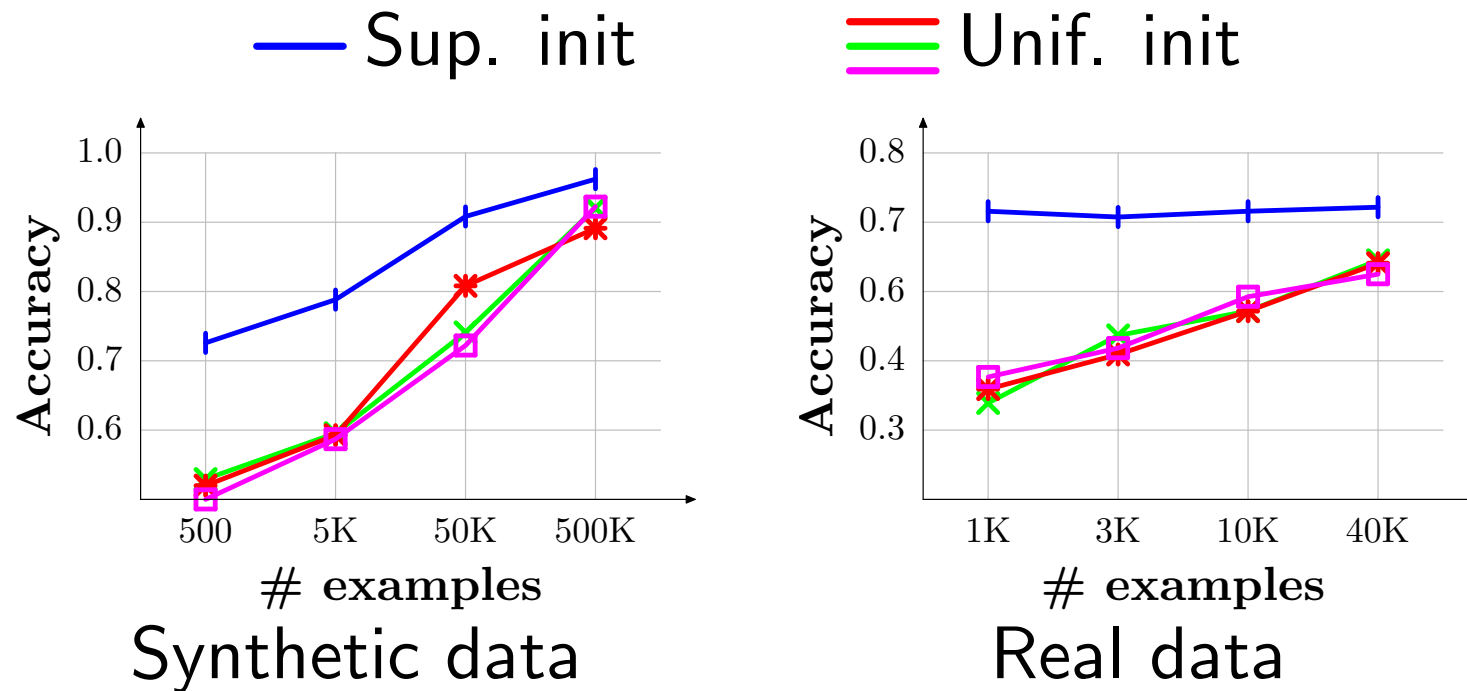 Sup. init
Unif. init
Accuracy
1.0
0.9
0.8
0.7
0.6
500 5K 50K 500K
# examples
Synthetic data
Accuracy
0.8
0.7
0.6
0.4
0.3
1K 3K 10K 40K
# examples
Real data